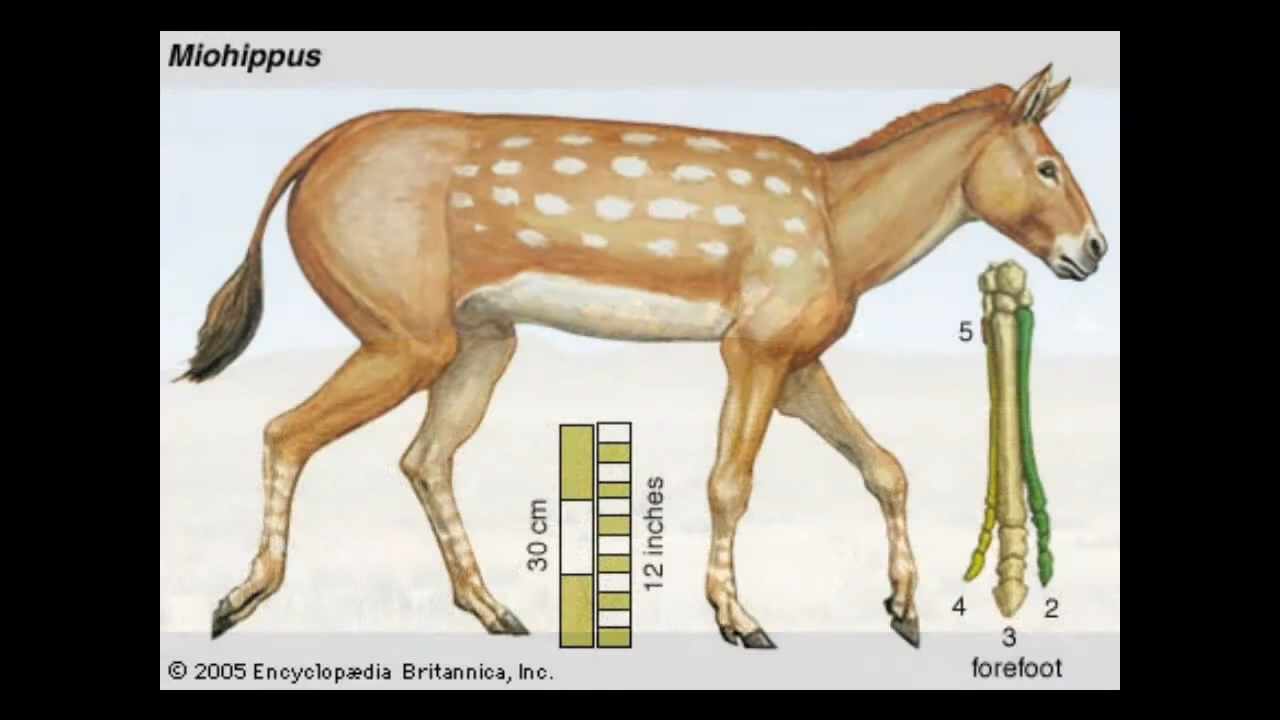 Miohippus
5
30 cm
12 inches
4
2
3
forefoot
© 2005 Encyclopædia Britannica, Inc.